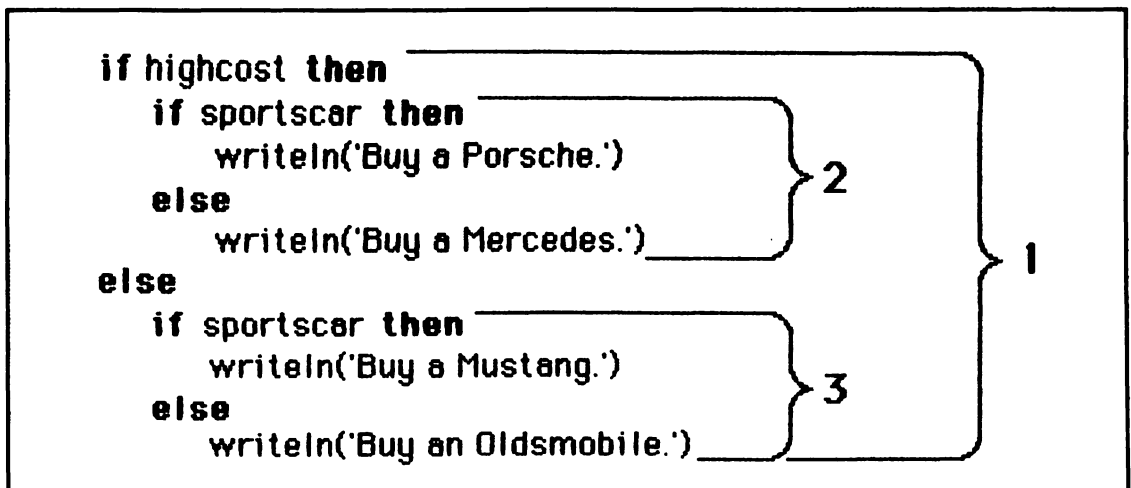 if highcost then
if sportscar then
writeln('Buy a Porsche.')
else
writeln('Buy a Mercedes.')
else
if sportscar then
writeln('Buy a Mustang.')
else
writeln('Buy an Oldsmobile.')
2
1
3